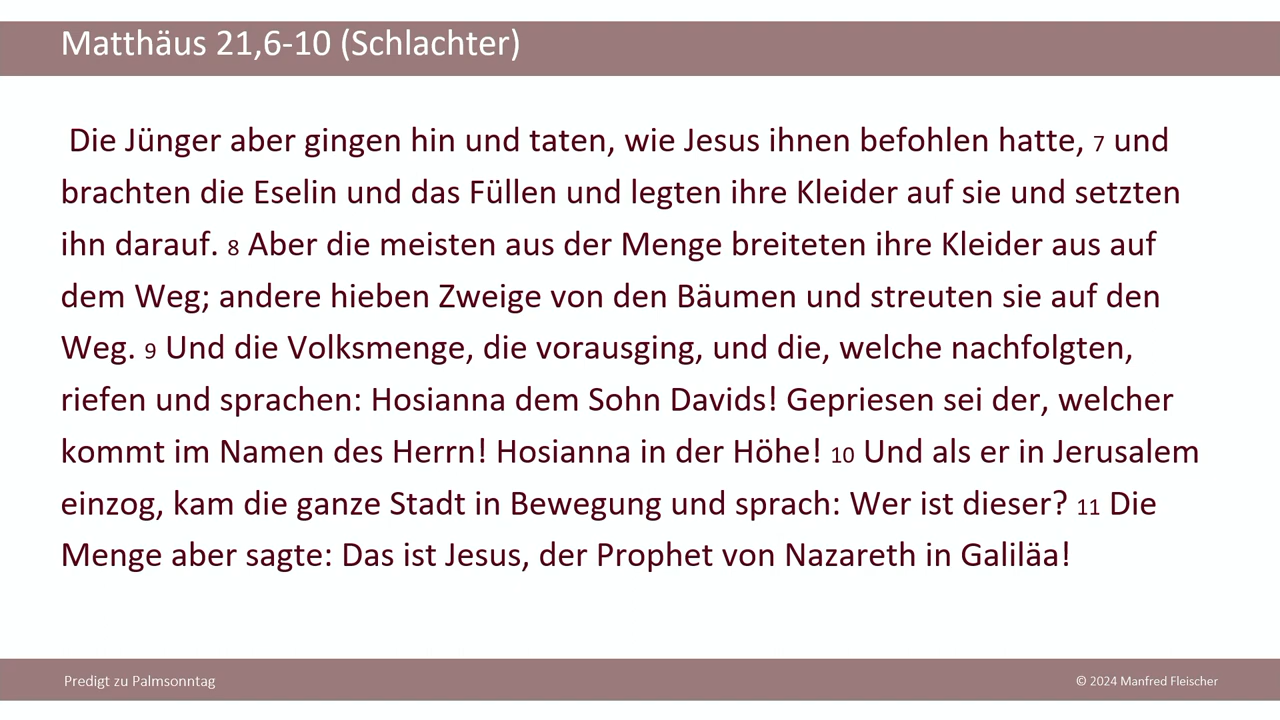 Matthäus 21,6-10 (Schlachter)
Die Jünger aber gingen hin und taten, wie Jesus ihnen befohlen hatte, 7 und
brachten die Eselin und das Füllen und legten ihre Kleider auf sie und setzten
ihn darauf. 8 Aber die meisten aus der Menge breiteten ihre Kleider aus auf
dem Weg; andere hieben Zweige von den Bäumen und streuten sie auf den
Weg. 9 Und die Volksmenge, die vorausging, und die, welche nachfolgten,
riefen und sprachen: Hosianna dem Sohn Davids! Gepriesen sei der, welcher
kommt im Namen des Herrn! Hosianna in der Höhe! 10 Und als er in Jerusalem
einzog, kam die ganze Stadt in Bewegung und sprach: Wer ist dieser? 11 Die
Menge aber sagte: Das ist Jesus, der Prophet von Nazareth in Galiläa!
Predigt zu Palmsonntag
© 2024 Manfred Fleischer